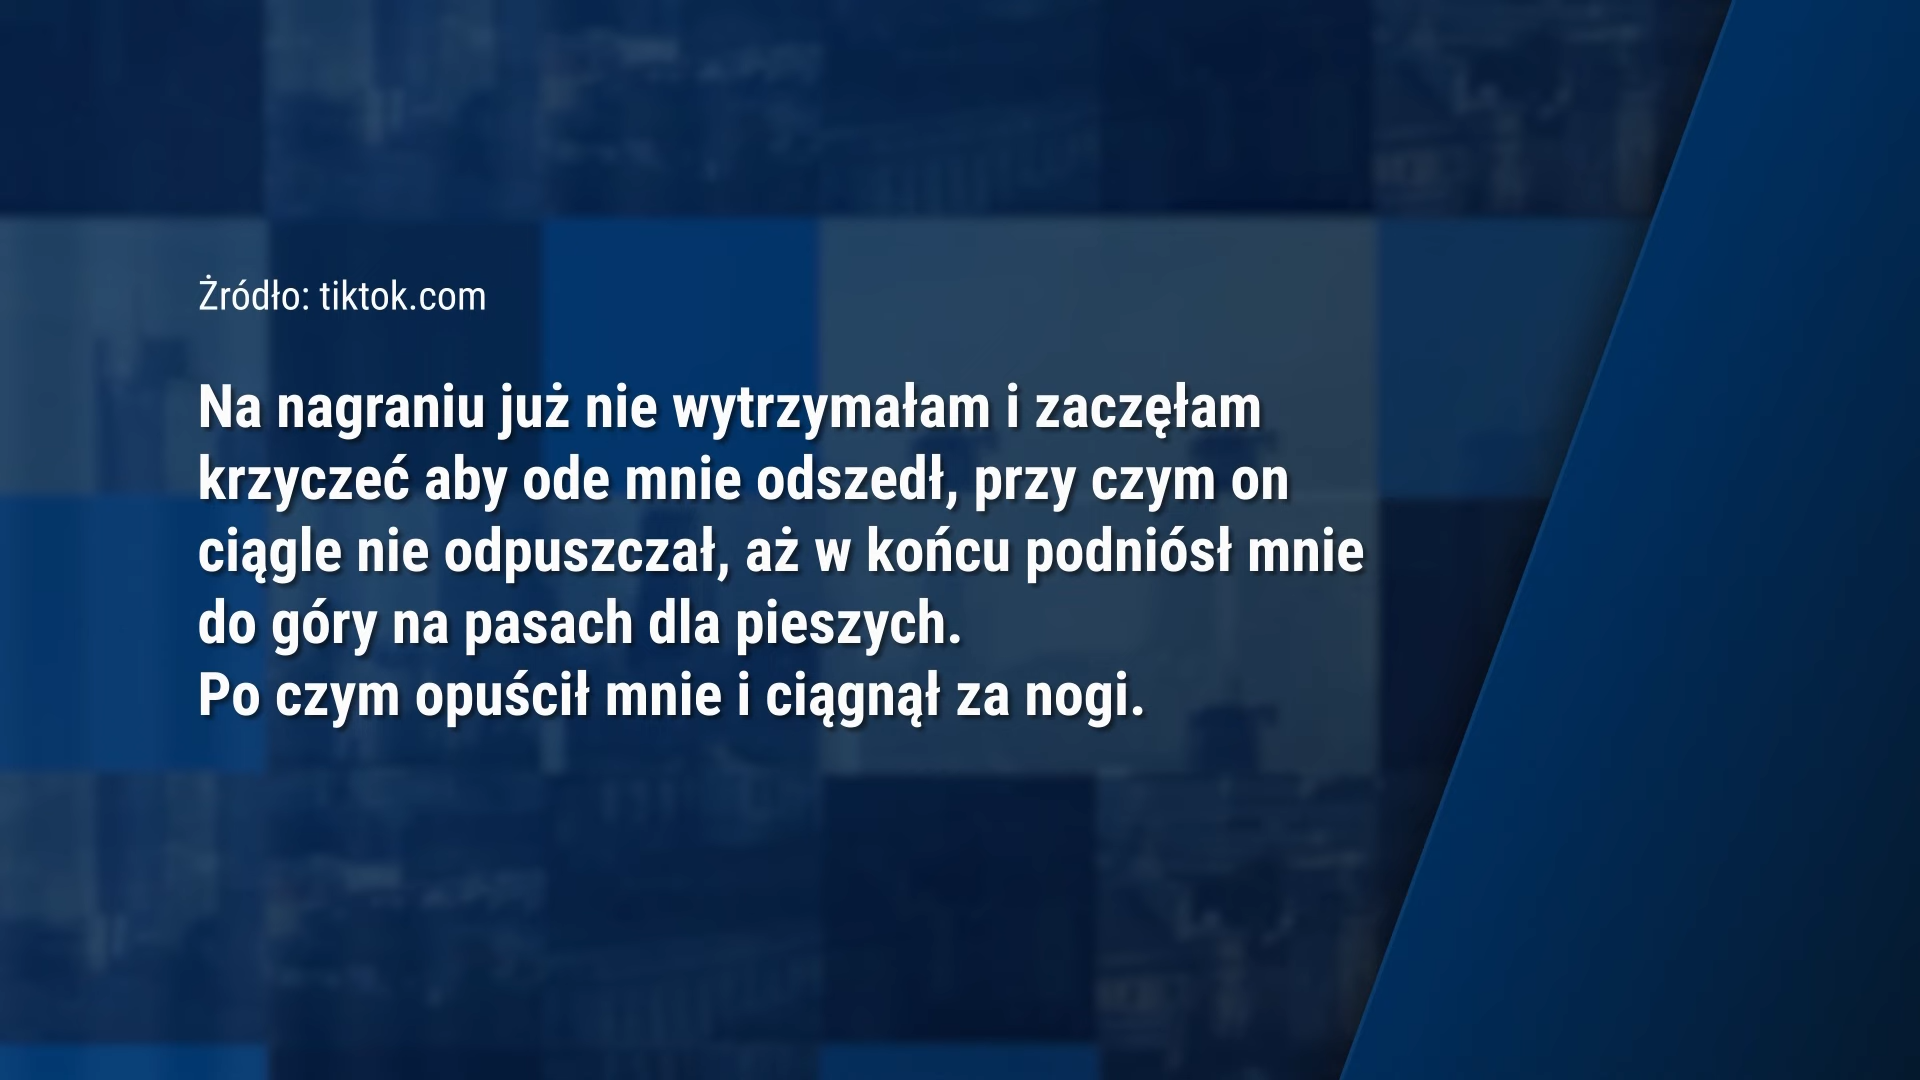 Żródło: tiktok.com
Na nagraniu już nie wytrzymałam i zaczęłam
krzyczeć aby ode mnie odszedł, przy czym on
ciągle nie odpuszczał, aż w końcu podniósł mnie
do góry na pasach dla pieszych.
Po czym opuścił mnie i ciągnął za nogi.